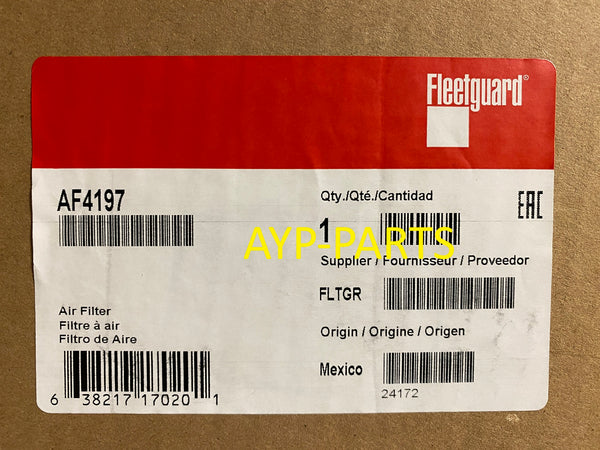 Fleetguard®
AF4197
Qty./Qté./Cantidad
1
EAC
AYP-PARTS
Supplier / Fournisseur / Proveedor
FLTGR
Air Filter
Filtre à air
Filtro de Aire
Origin / Origine / Origen
Mexico
24172
6 38217 17020 1